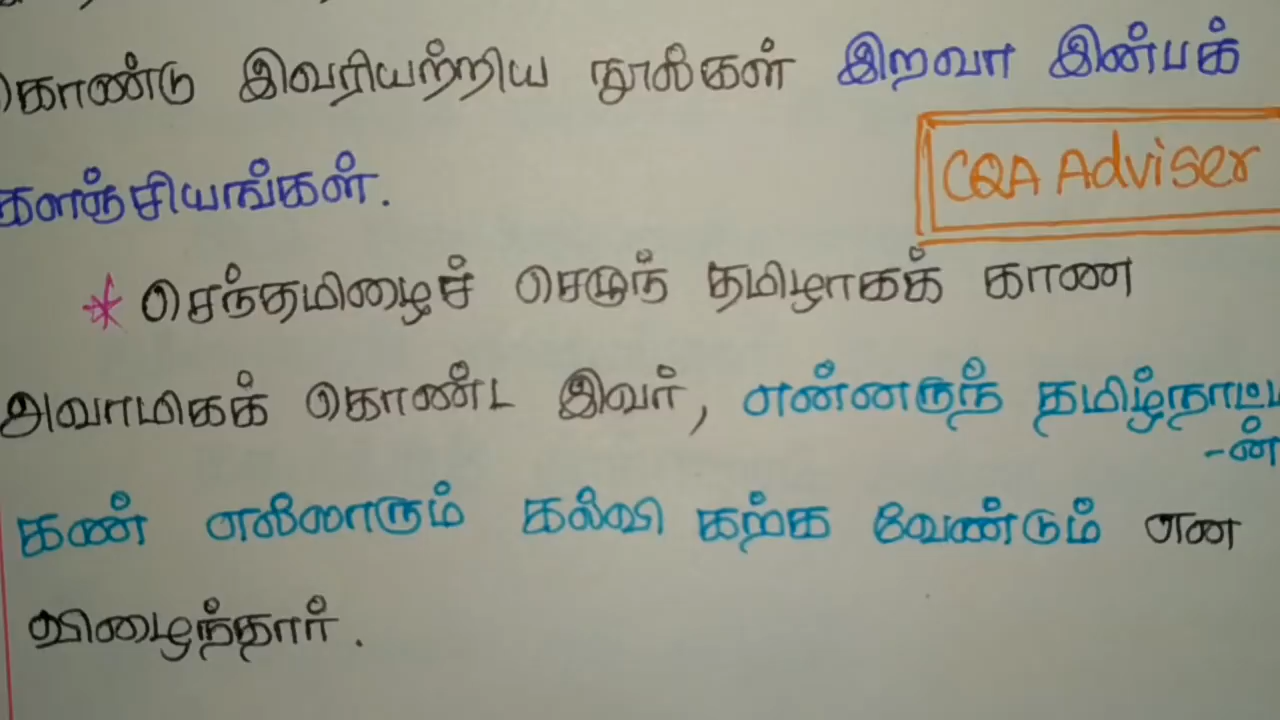 கொண்டு இவரியற்றிய நூல்கள் இறவா இன்பக்
களஞ்சியங்கள்.
CQA Adviser
* செந்தமிழைச் செழுந் தமிழாகக் காண
அவாமிகக் கொண்ட இவர், என்னருந் தமிழ்நாட்டி
-ன்
கண் எல்லோரும் கல்வி கற்க வேண்டும் என
விழைந்தார்.